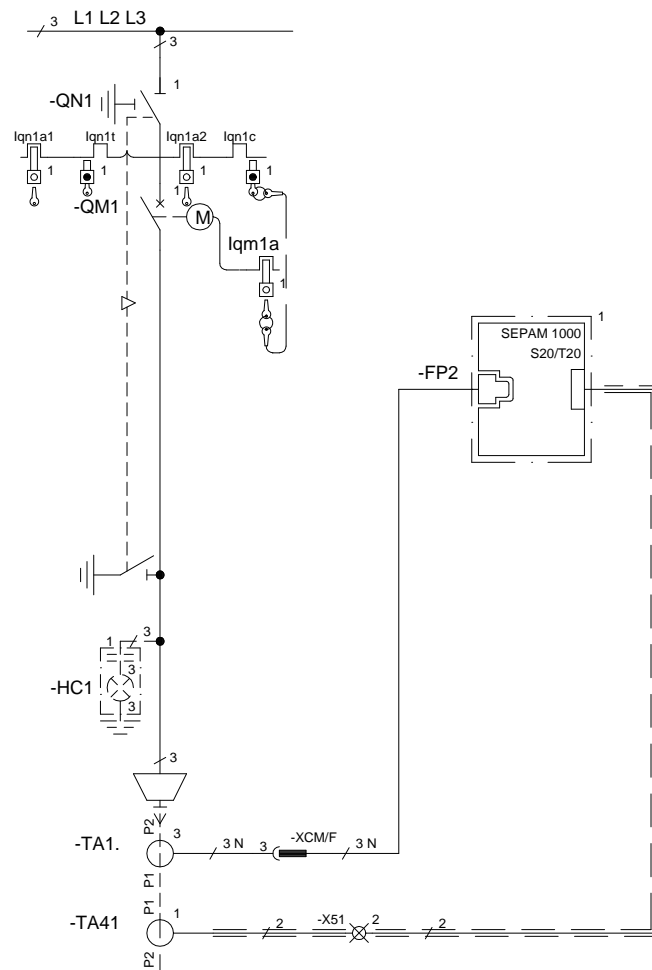 3 L1 L2 L3
3
1
-QN1
Iqn1a1 Iqn1t Iqn1a2 Iqn1c
1 1 1 1
1
-QM1
M
Iqm1a
1
1
SEPAM 1000
S20/T20
-FP2
3
1
3
-HC1
3
3
P2
3
-TA1.
3 N 3 -XCM/F 3 N
P1
P1
1
-TA41
2 -X51 2 2
P2